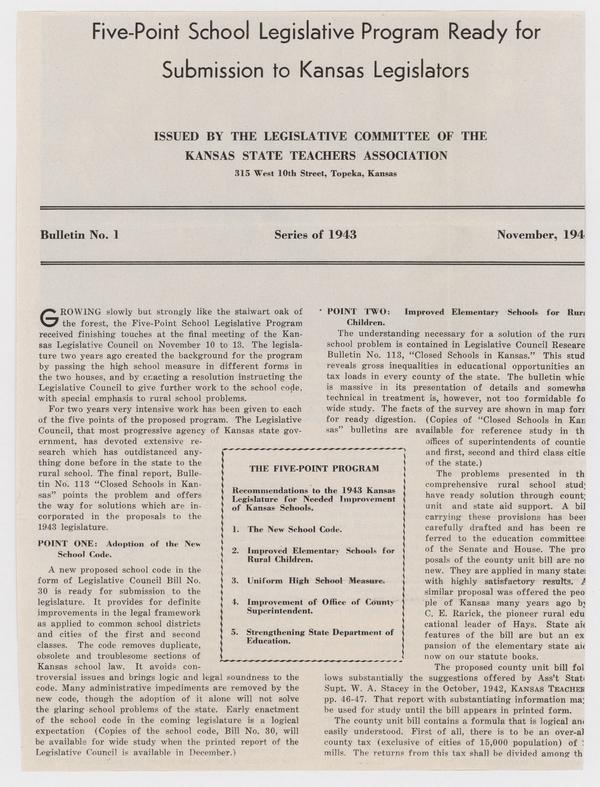 Five-Point School Legislative Program Ready for
Submission to Kansas Legislators
ISSUED BY THE LEGISLATIVE COMMITTEE OF THE
KANSAS STATE TEACHERS ASSOCIATION
315 West 10th Street, Topeka, Kansas
Bulletin No. 1 Series of 1943 November, 194
GROWING slowly but strongly like the stalwart oak of
the forest, the Five-Point School Legislative Program
received finishing touches at the final meeting of the Kan-
sas Legislative Council on November 10 to 13. The legisla-
ture two years ago created the background for the program
by passing the high school measure in different forms in
the two houses, and by enacting a resolution instructing the
Legislative Council to give further work to the school code,
with special emphasis to rural school problems.
For two years very intensive work has been given to each
of the five points of the proposed program. The Legislative
Council, that most progressive agency of Kansas state gov-
ernment, has devoted extensive re-
search which has outdistanced any-
thing done before in the state to the
rural school. The final report, Bulle-
tin No. 113 "Closed Schools in Kan-
sas" points the problem and offers
the way for solutions which are in-
corporated in the proposals to the
1943 legislature.
POINT ONE: Adoption of the New
School Code.
A new proposed school code in the
form of Legislative Council Bill No.
30 is ready for submission to the
legislature. It provides for definite
improvements in the legal framework
as applied to common school districts
and cities of the first and second
classes. The code removes duplicate,
obsolete and troublesome sections of
Kansas school law. It avoids con-
troversial issues and brings logic and legal soundness to the
code. Many administrative impediments are removed by the
new code, though the adoption of it alone will not solve
the glaring school problems of the state. Early enactment
of the school code in the coming legislature is a logical
expectation (Copies of the school code, Bill No. 30, will
be available for wide study when the printed report of the
Legislative Council is available in December.)
THE FIVE-POINT PROGRAM
Recommendations to the 1943 Kansas
Legislature for Needed Improvement
of Kansas Schools.
1. The New School Code.
2. Improved Elementary Schools for
Rural Children.
3. Uniform High School Measure.
4. Improvement of Office of County
Superintendent.
5. Strengthening State Department of
Education.
POINT TWO: Improved Elementary Schools for Rura
Children.
The understanding necessary for a solution of the rura
school problem is contained in Legislative Council Researc
Bulletin No. 113, "Closed Schools in Kansas." This stud
reveals gross inequalities in educational opportunities an
tax loads in every county of the state. The bulletin whic
is massive in its presentation of details and somewha
technical in treatment is, however, not too formidable fo
wide study. The facts of the survey are shown in map form
for ready digestion. (Copies of "Closed Schools in Kan
sas" bulletins are available for reference study in th
offices of superintendents of countie
and first, second and third class citie
of the state.)
The problems presented in th
comprehensive rural school study
have ready solution through county
unit and state aid support. A bil
carrying these provisions has been
carefully drafted and has been re
ferred to the education committee
of the Senate and House. The pro
posals of the county unit bill are no
new. They are applied in many states
with highly satisfactory results. A
similar proposal was offered the peo
ple of Kansas many years ago by
C. E. Rarick, the pioneer rural edu
cational leader of Hays. State aid
features of the bill are but an ex
pansion of the elementary state aid
now on our statute books.
The proposed county unit bill fol
lows substantially the suggestions offered by Ass't State
Supt. W. A. Stacey in the October, 1942, KANSAS TEACHER
pp. 46-47. That report with substantiating information may
be used for study until the bill appears in printed form.
The county unit bill contains a formula that is logical and
easily understood. First of all, there is to be an over-al
county tax (exclusive of cities of 15,000 population) of
mills. The returns from this tax shall be divided among th